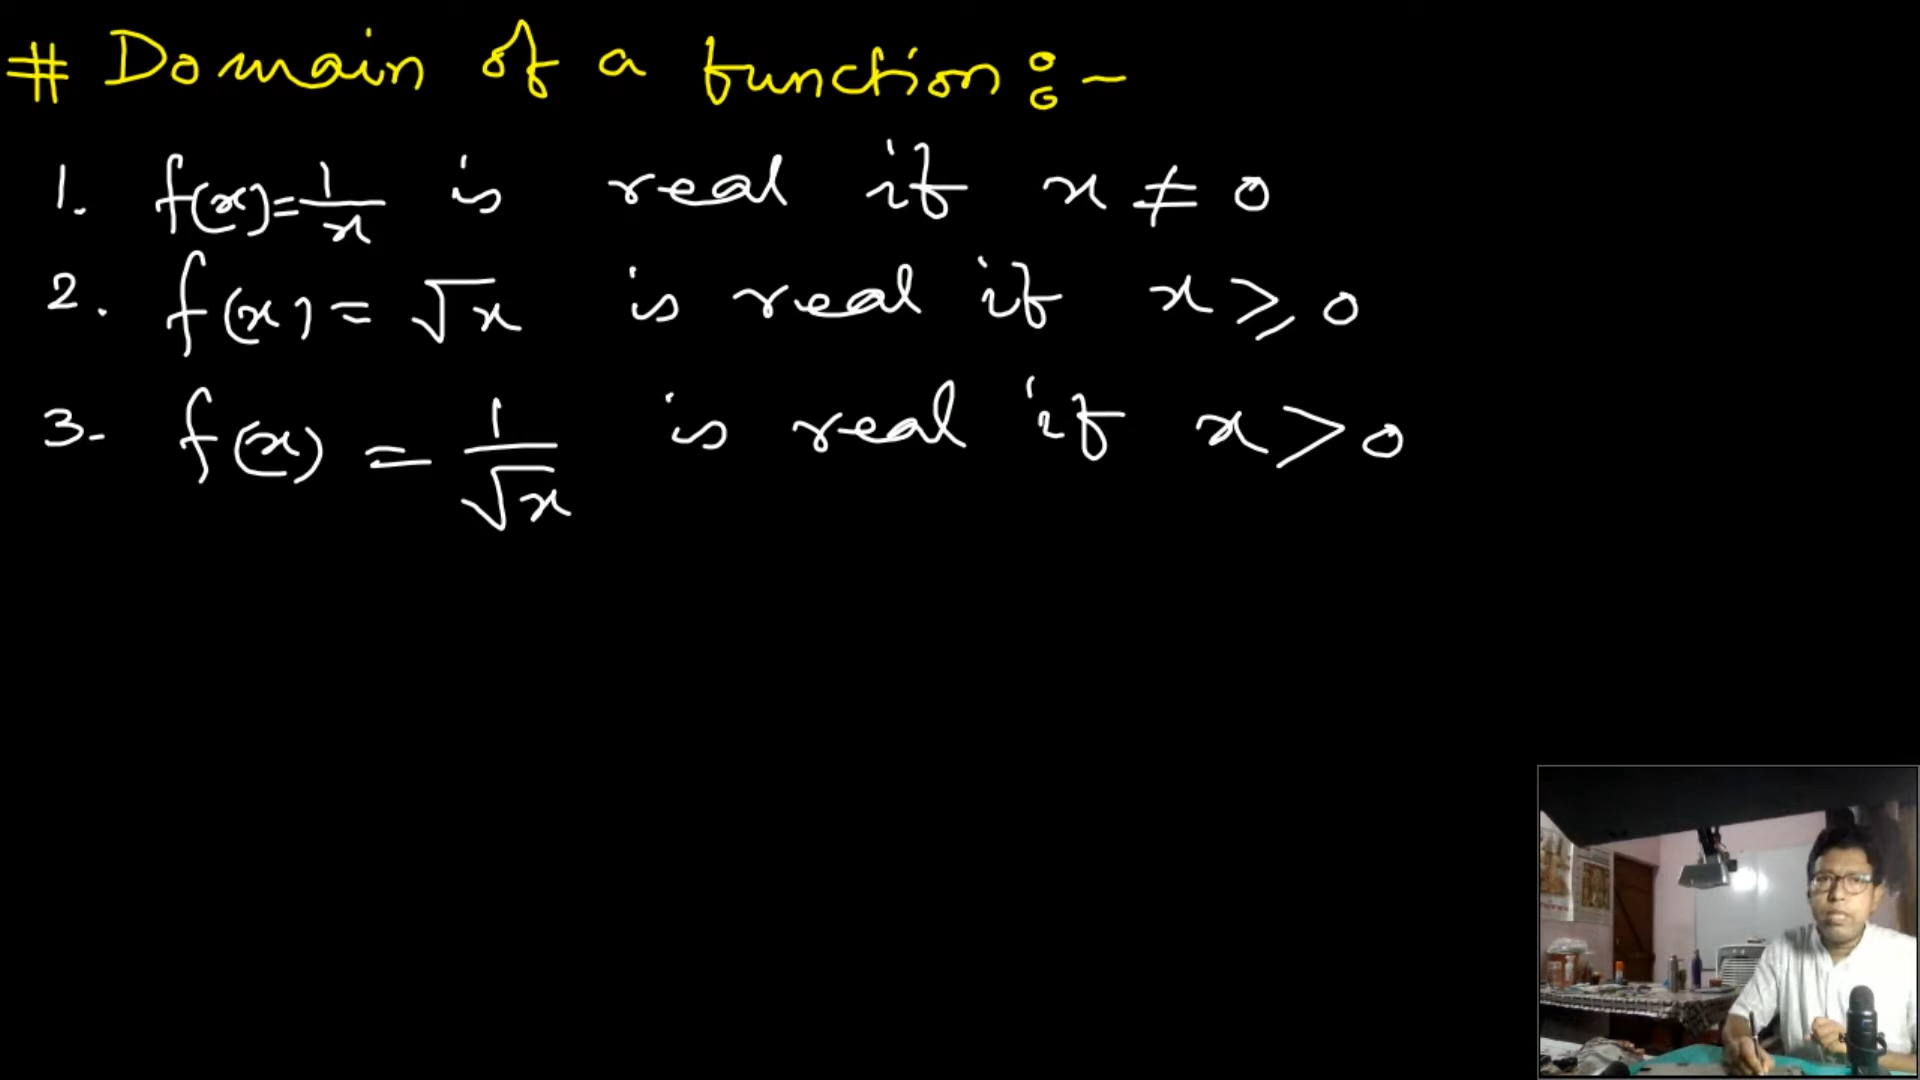 # Domain of a function :-
1. f(x)=1/x is real if x ≠ 0
2. f(x) = √x is real if x ≥ 0
3- f(x) = 1/√x is real if x > 0